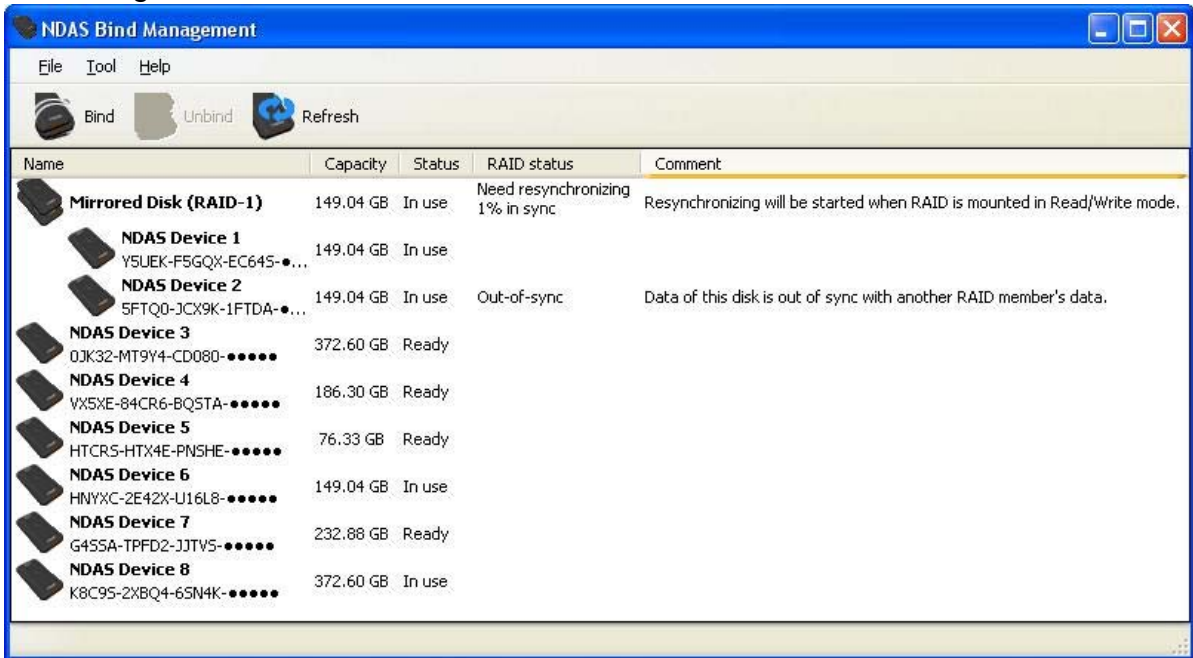 NDAS Bind Management
File Tool Help
Bind Unbind Refresh
Name Capacity Status RAID status Comment
Mirrored Disk (RAID-1) 149.04 GB In use Need resynchronizing 1% in sync Resynchronizing will be started when RAID is mounted in Read/Write mode.
NDAS Device 1
Y5UEK-F5GQX-EC64S-●... 149.04 GB In use
NDAS Device 2
5FTQ0-JCX9K-1FTDA-●... 149.04 GB In use Out-of-sync Data of this disk is out of sync with another RAID member's data.
NDAS Device 3
0JK32-MT9Y4-CD080-●●●●● 372.60 GB Ready
NDAS Device 4
VX5XE-84CR6-BQSTA-●●●●● 186.30 GB Ready
NDAS Device 5
HTCRS-HTX4E-PNSHE-●●●●● 76.33 GB Ready
NDAS Device 6
HNYXC-2E42X-U16L8-●●●●● 149.04 GB In use
NDAS Device 7
G4SSA-TPFD2-JJTVS-●●●●● 232.88 GB Ready
NDAS Device 8
K8C9S-2XBQ4-6SN4K-●●●●● 372.60 GB In use